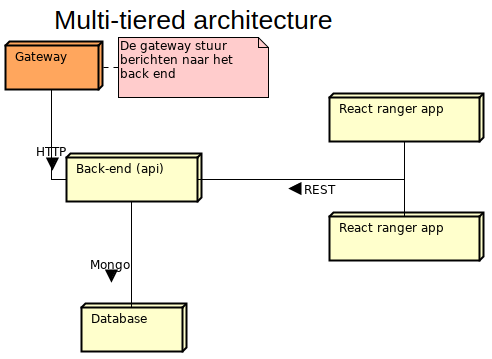 Multi-tiered architecture
Gateway
De gateway stuur
berichten naar het
back end
React ranger app
HTTP
Back-end (api)
REST
React ranger app
Mongo
Database